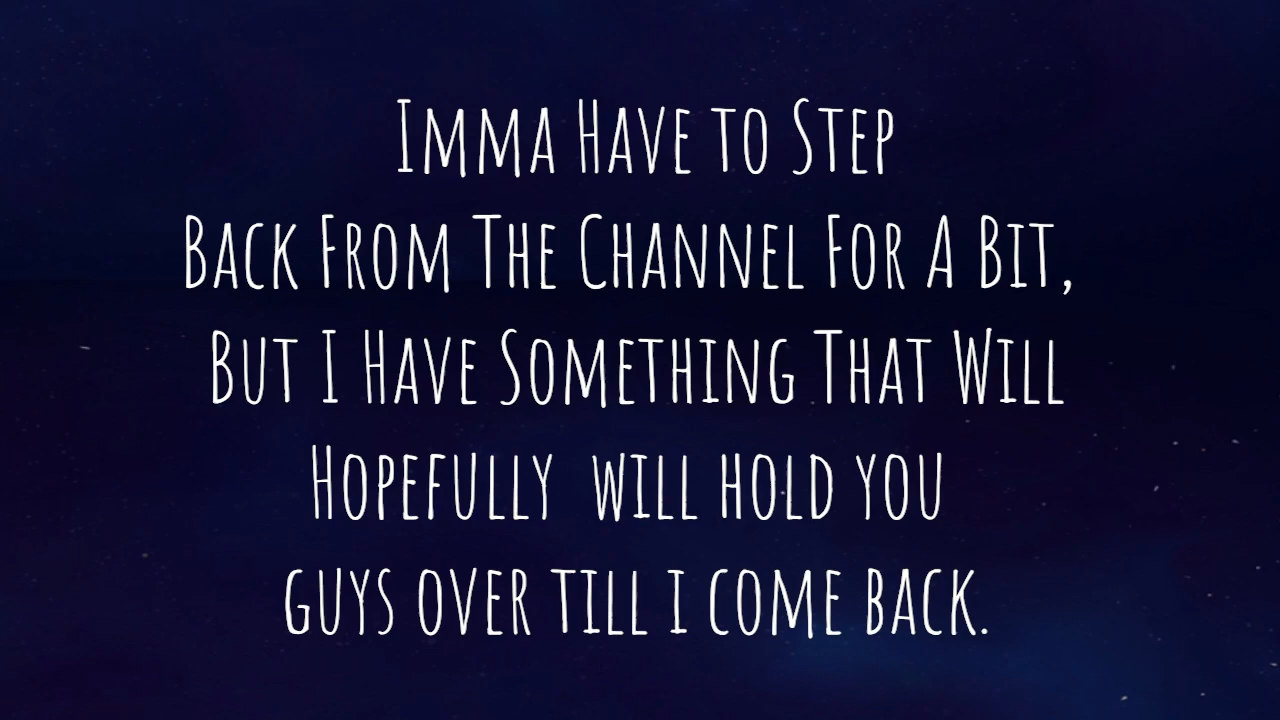 Imma Have to Step
Back From The Channel For A Bit,
But I Have Something That Will
Hopefully  will hold you
guys over till i come back.